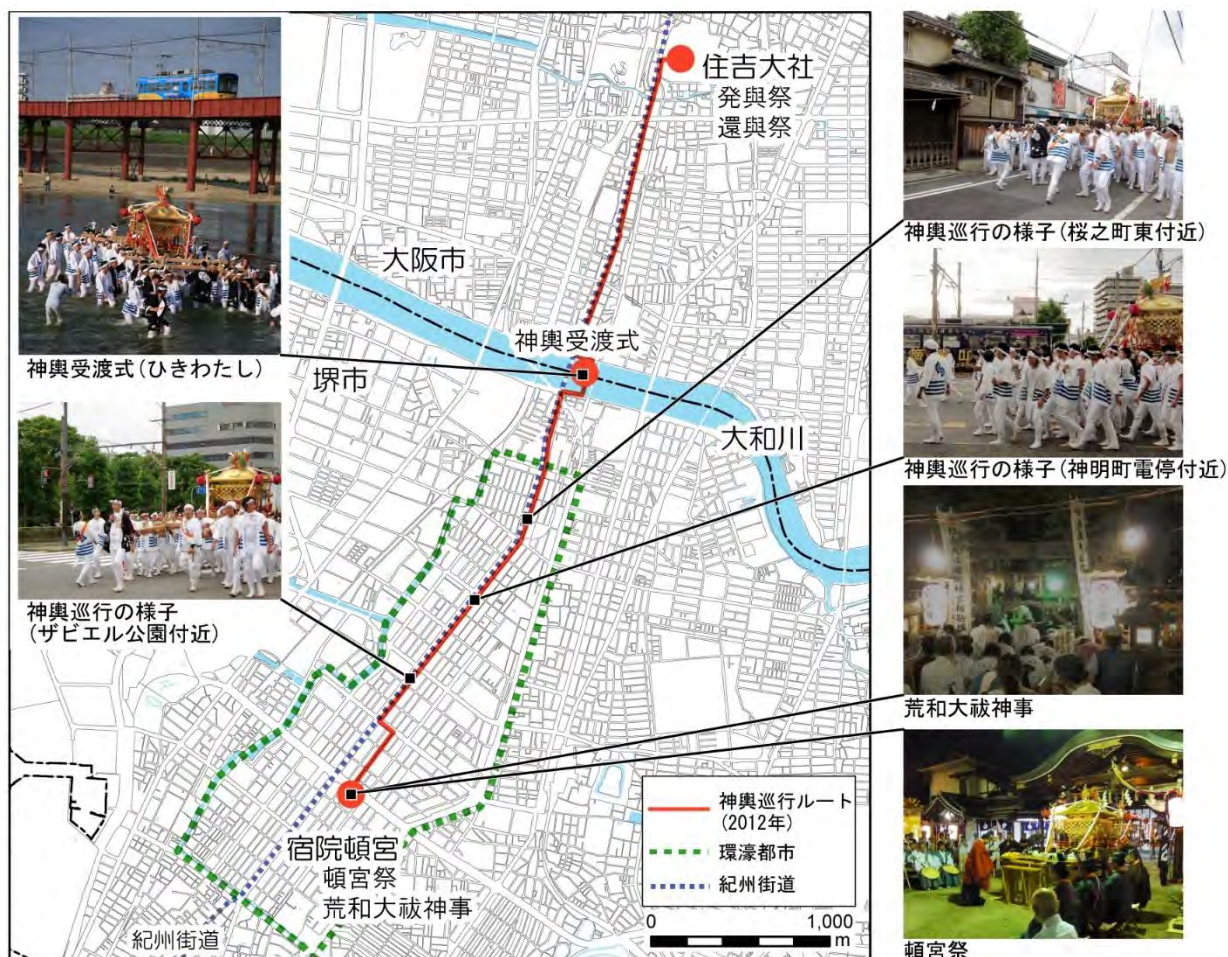 住吉大社
発輿祭
還輿祭
大阪市
神輿受渡式
堺市
大和川
宿院頓宮
頓宮祭
荒和大祓神事
紀州街道
神輿巡行ルート
(2012年)
環濠都市
紀州街道
0 1,000
m
神輿受渡式(ひきわたし)
神輿巡行の様子
(ザビエル公園付近)
神輿巡行の様子(桜之町東付近)
神輿巡行の様子(神明町電停付近)
荒和大祓神事
頓宮祭